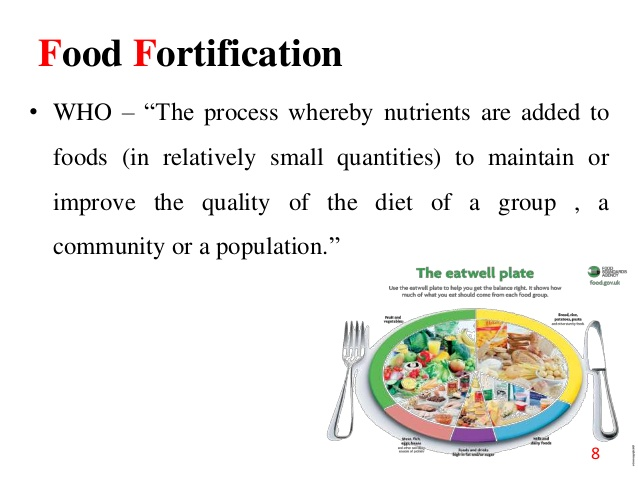 Food Fortification
• WHO – “The process whereby nutrients are added to
foods (in relatively small quantities) to maintain or
improve the quality of the diet of a group , a
community or a population.”
The eatwell plate
Use the eatwell plate to help you get the balance right. It shows how
much of what you eat should come from each food group.
FOOD
STANDARDS
AGENCY
food.gov.uk
Fruit and
vegetables
Bread, rice,
potatoes, pasta
and other starchy foods
Meat, fish,
eggs, beans
and other non-dairy
sources of protein
Foods and drinks
high in fat and/or sugar
Milk and
dairy foods
8